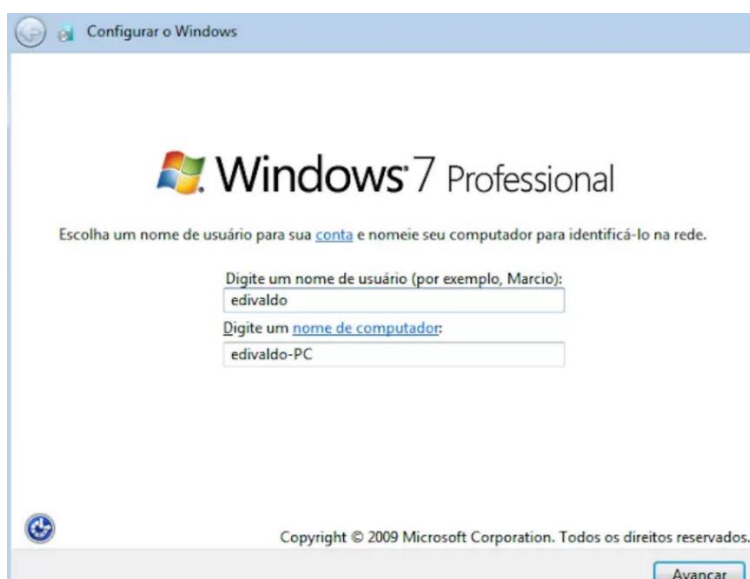 Configurar o Windows
Windows 7 Professional
Escolha um nome de usuário para sua conta e nomeie seu computador para identificá-lo na rede.
Digite um nome de usuário (por exemplo, Marcio):
edivaldo
Digite um nome de computador:
edivaldo-PC
Copyright © 2009 Microsoft Corporation. Todos os direitos reservados.
Avançar